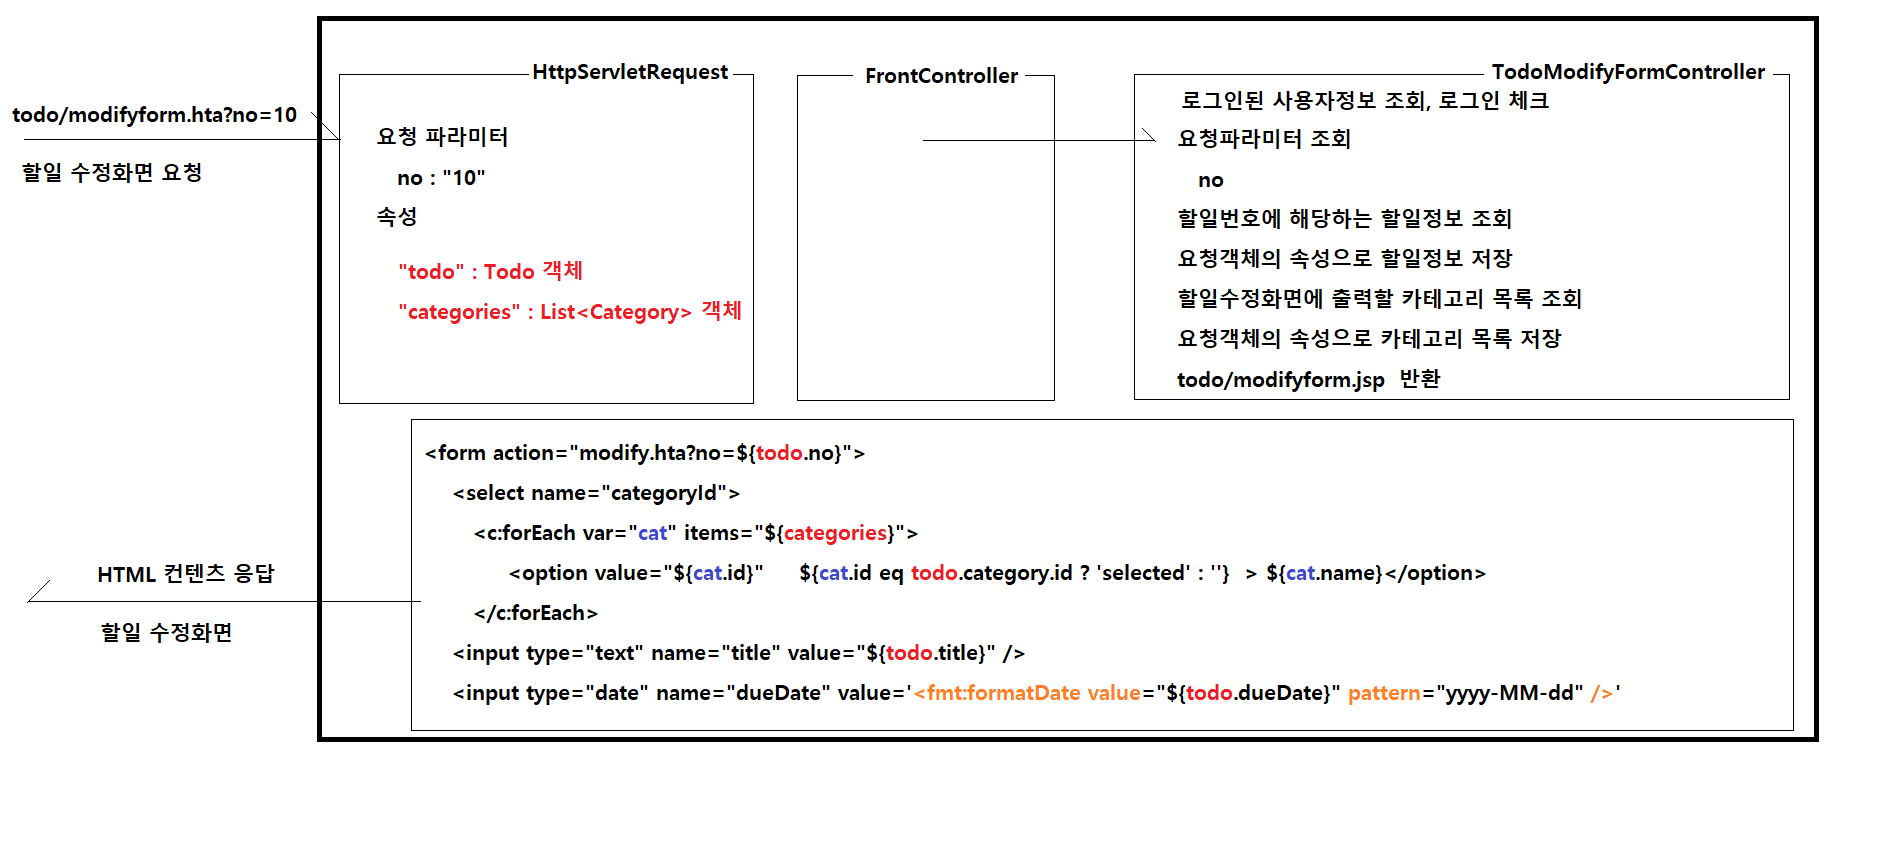 todo/modifyform.hta?no=10
할일 수정화면 요청
HttpServletRequest
요청 파라미터
no : "10"
속성
"todo" : Todo 객체
"categories" : List<Category> 객체
FrontController
TodoModifyFormController
로그인된 사용자정보 조회, 로그인 체크
요청파라미터 조회
no
할일번호에 해당하는 할일정보 조회
요청객체의 속성으로 할일정보 저장
할일수정화면에 출력할 카테고리 목록 조회
요청객체의 속성으로 카테고리 목록 저장
todo/modifyform.jsp 반환
<form action="modify.hta?no=${todo.no}">
<select name="categoryId">
<c:forEach var="cat" items="${categories}">
<option value="${cat.id}" ${cat.id eq todo.category.id ? 'selected' : ''} > ${cat.name}</option>
</c:forEach>
<input type="text" name="title" value="${todo.title}" />
<input type="date" name="dueDate" value='<fmt:formatDate value="${todo.dueDate}" pattern="yyyy-MM-dd" />'
HTML 컨텐츠 응답
할일 수정화면